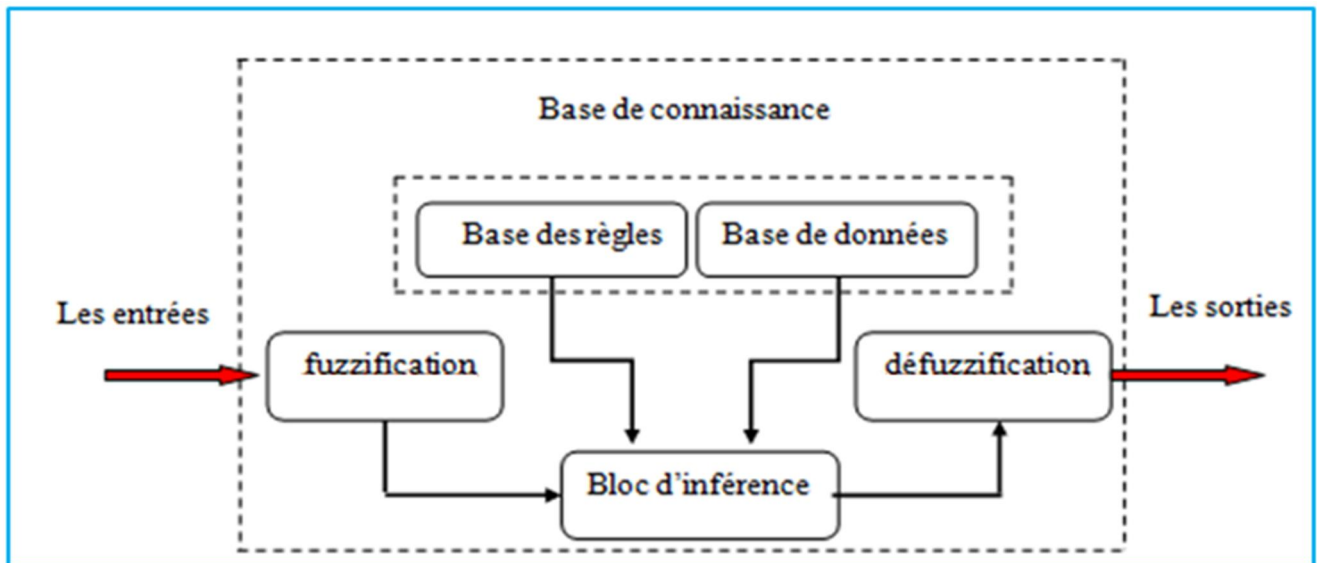 Base de connaissance
Base des règles
Base de données
Les entrées
Les sorties
fuzzification
défuzzification
Bloc d'inférence